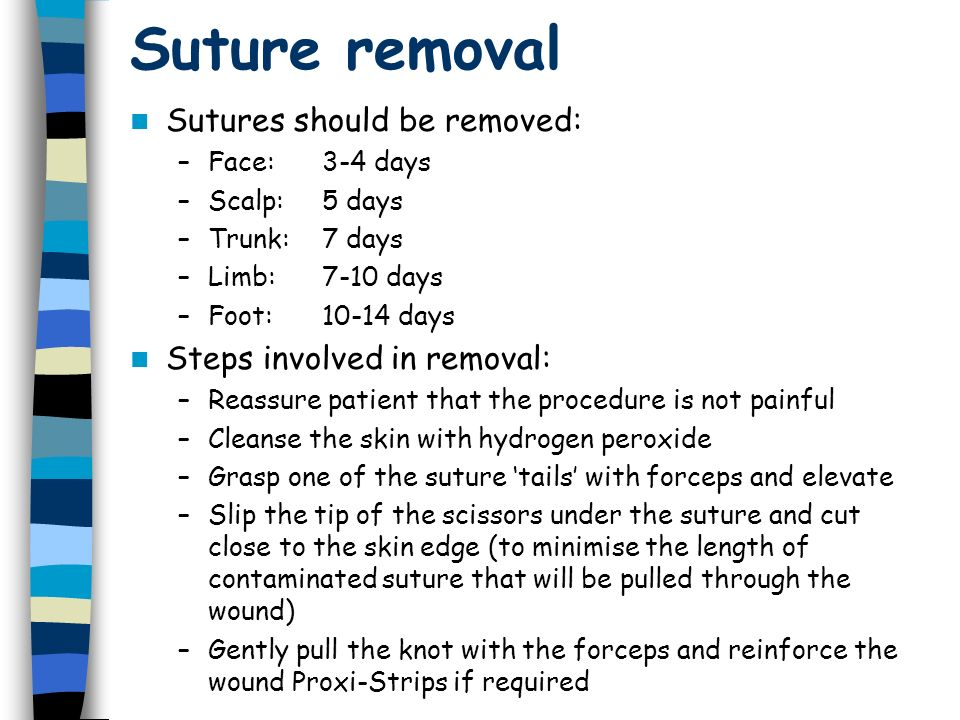 Suture removal
Sutures should be removed:
–Face: 3-4 days
–Scalp: 5 days
–Trunk: 7 days
–Limb: 7-10 days
–Foot: 10-14 days
Steps involved in removal:
–Reassure patient that the procedure is not painful
–Cleanse the skin with hydrogen peroxide
–Grasp one of the suture ‘tails’ with forceps and elevate
–Slip the tip of the scissors under the suture and cut
close to the skin edge (to minimise the length of
contaminated suture that will be pulled through the
wound)
–Gently pull the knot with the forceps and reinforce the
wound Proxi-Strips if required